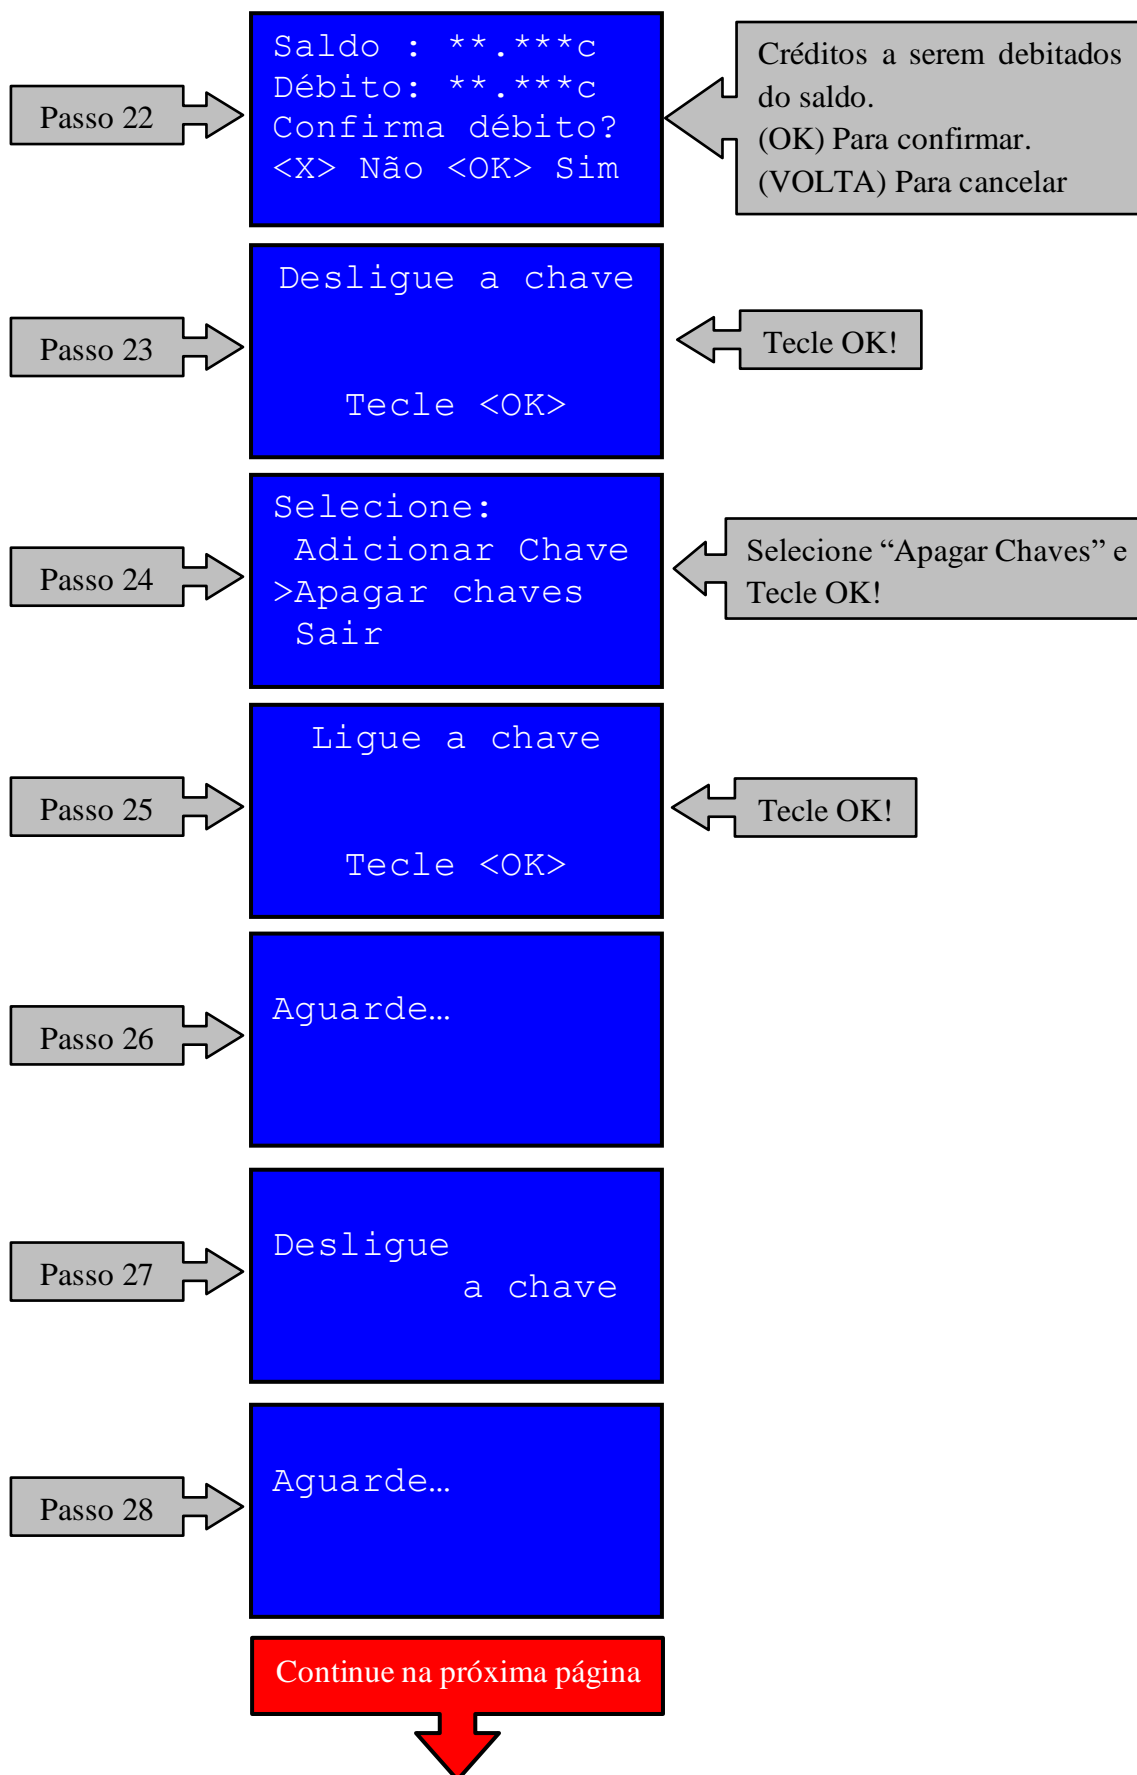 Passo 22
Saldo : **.***c
Débito: **.***c
Confirma débito?
<X> Não <OK> Sim
Créditos a serem debitados
do saldo.
(OK) Para confirmar.
(VOLTA) Para cancelar
Passo 23
Desligue a chave
Tecle <OK>
Tecle OK!
Passo 24
Selecione:
Adicionar Chave
>Apagar chaves
Sair
Selecione “Apagar Chaves” e
Tecle OK!
Passo 25
Ligue a chave
Tecle <OK>
Tecle OK!
Passo 26
Aguarde…
Passo 27
Desligue
a chave
Passo 28
Aguarde…
Continue na próxima página